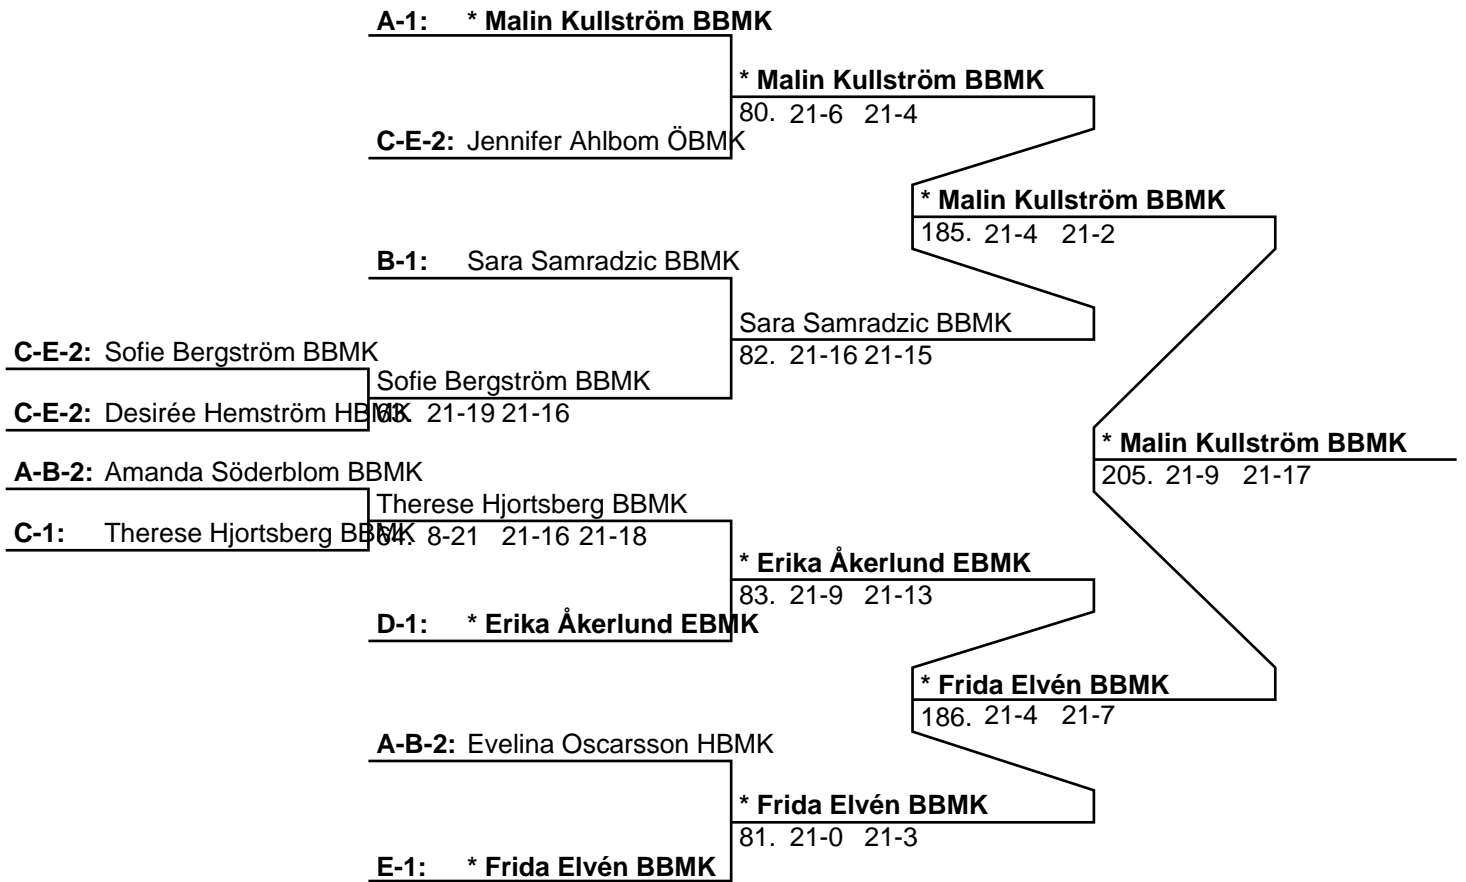 A-1: * Malin Kullström BBMK
* Malin Kullström BBMK
80. 21-6 21-4
C-E-2: Jennifer Ahlbom ÖBMK
* Malin Kullström BBMK
185. 21-4 21-2
B-1: Sara Samradzic BBMK
Sara Samradzic BBMK
82. 21-16 21-15
C-E-2: Sofie Bergström BBMK
Sofie Bergström BBMK
C-E-2: Desirée Hemström HBMK
63. 21-19 21-16
* Malin Kullström BBMK
205. 21-9 21-17
A-B-2: Amanda Söderblom BBMK
Therese Hjortsberg BBMK
C-1: Therese Hjortsberg BBMK
64. 8-21 21-16 21-18
* Erika Åkerlund EBMK
83. 21-9 21-13
D-1: * Erika Åkerlund EBMK
* Frida Elvén BBMK
186. 21-4 21-7
A-B-2: Evelina Oscarsson HBMK
* Frida Elvén BBMK
81. 21-0 21-3
E-1: * Frida Elvén BBMK